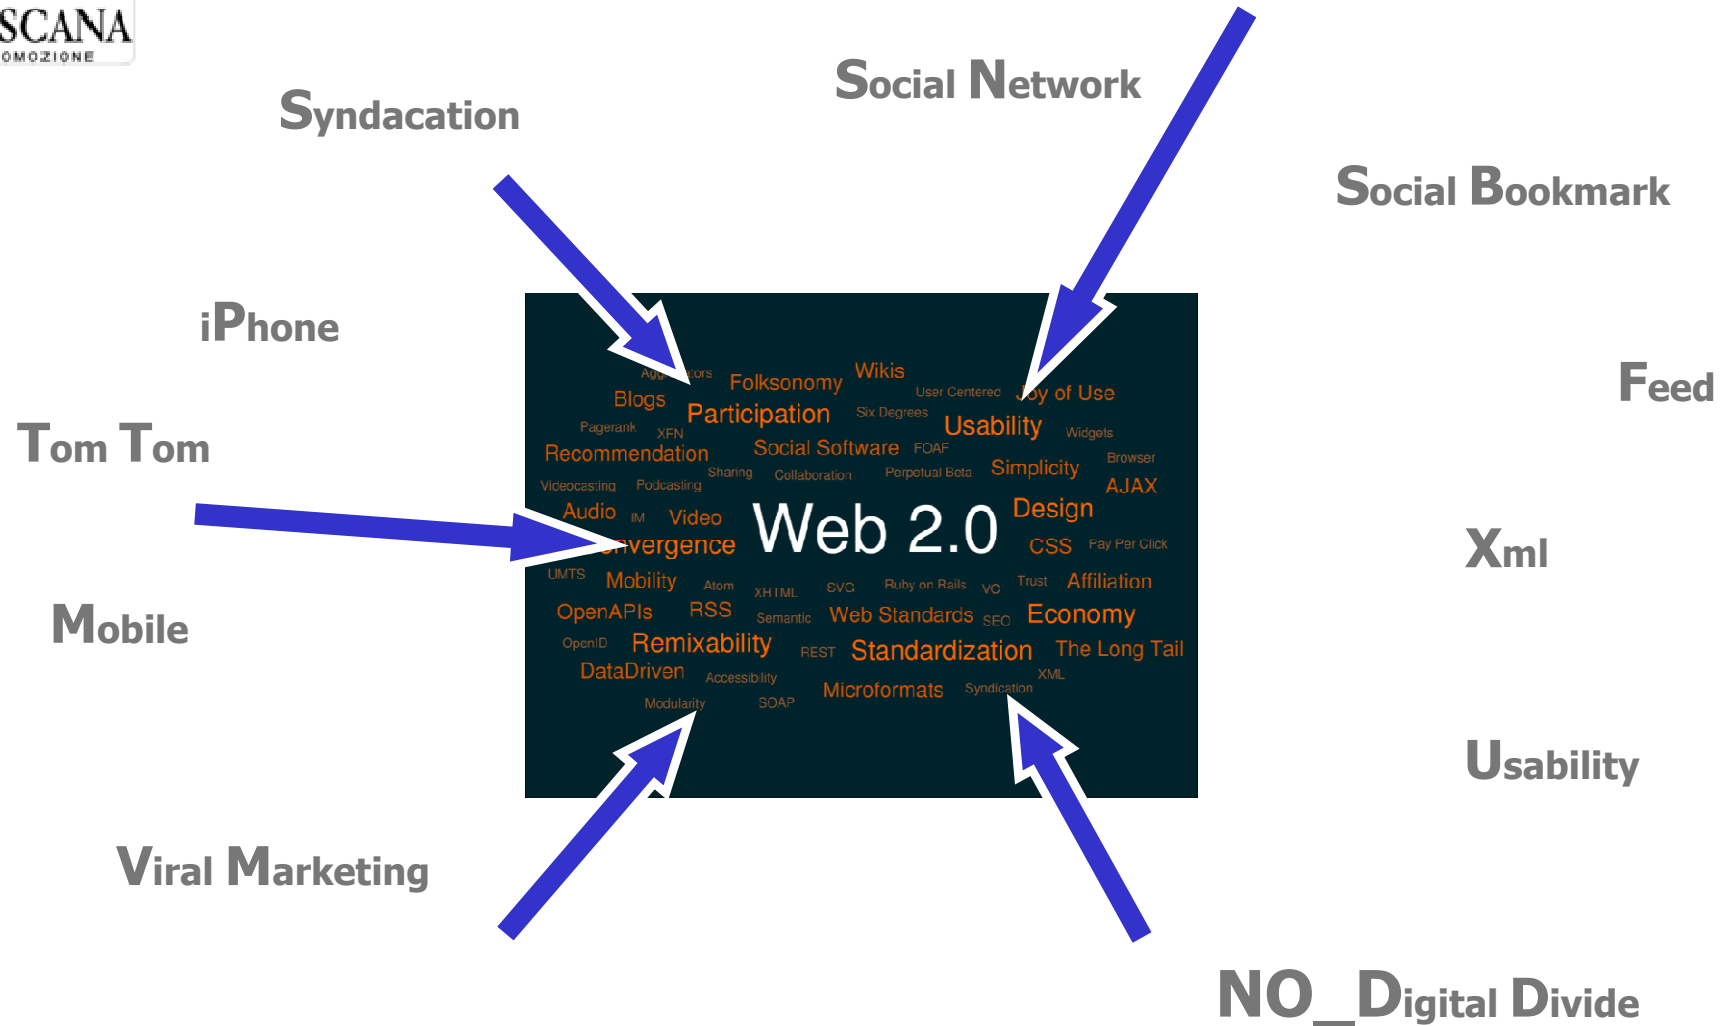 SCANA
OMOZIONE
Social Network
Syndacation
Social Bookmark
iPhone
Feed
Tom Tom
Xml
Mobile
Usability
Viral Marketing
NO_Digital Divide
Folksonomy
Wikis
User Centered
Joy of Use
Blogs
Participation
Six Degrees
Usability
Widgets
Pagerank
XFN
Recommendation
Social Software
FOAF
Browser
Sharing
Collaboration
Perpetual Beta
Simplicity
AJAX
Videocasting
Podcasting
Audio
IM
Video
Web 2.0
Design
nvergence
CSS
Pay Per Click
UMTS
Mobility
Atom
XHTML
SVG
Ruby on Rails
VC
Trust
Affiliation
OpenAPIs
RSS
Semantic
Web Standards
SEO
Economy
OpenID
Remixability
REST
Standardization
The Long Tail
DataDriven
Accessibility
XML
Microformats
Syndication
Modularity
SOAP